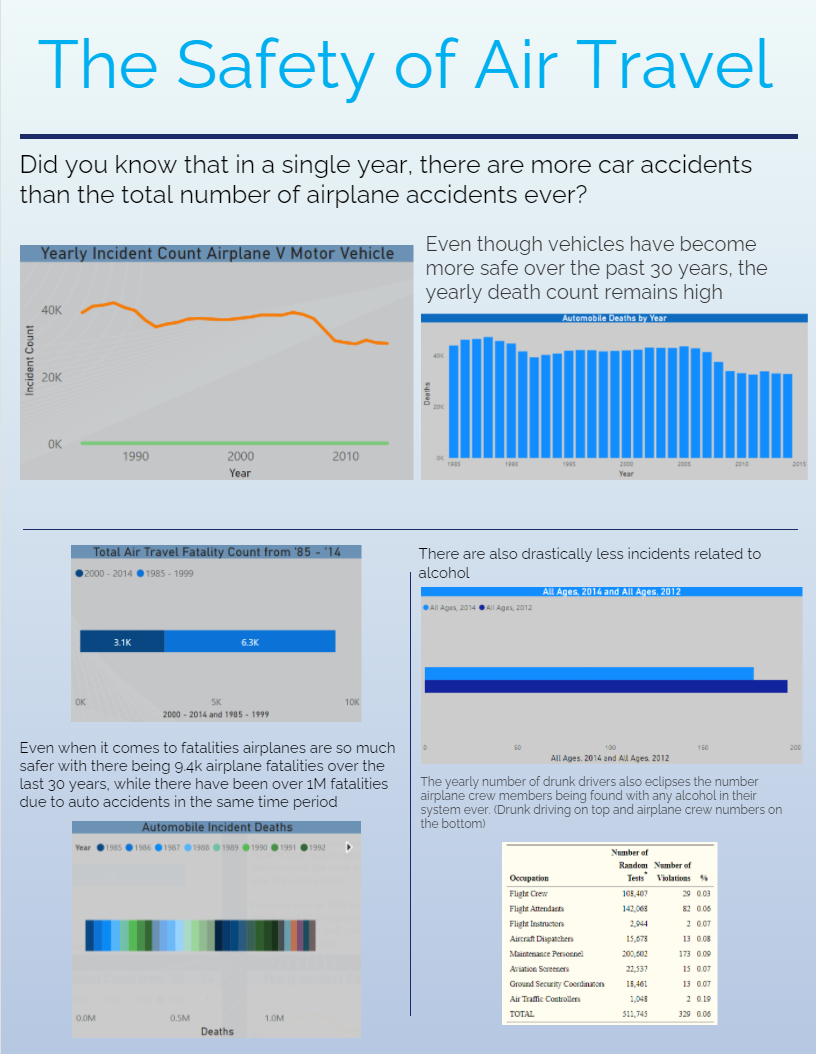 The Safety of Air Travel
Did you know that in a single year, there are more car accidents
than the total number of airplane accidents ever?
Yearly Incident Count Airplane V Motor Vehicle
40K
20K
0K
Incident Count
1990 2000 2010
Year
Even though vehicles have become
more safe over the past 30 years, the
yearly death count remains high
Automobile Deaths by Year
40K
20K
0K
Deaths
1985 1990 1995 2000 2005 2010 2015
Year
Total Air Travel Fatality Count from '85 - '14
2000 - 2014 1985 - 1999
3.1K 6.3K
0K 5K 10K
2000 - 2014 and 1985 - 1999
Even when it comes to fatalities airplanes are so much
safer with there being 9.4k airplane fatalities over the
last 30 years, while there have been over 1M fatalities
due to auto accidents in the same time period
Automobile Incident Deaths
Year 1985 1986 1987 1988 1989 1990 1991 1992
0.0M 0.5M 1.0M
Deaths
There are also drastically less incidents related to
alcohol
All Ages, 2014 and All Ages, 2012
All Ages, 2014 All Ages, 2012
0 50 100 150 200
All Ages, 2014 and All Ages, 2012
The yearly number of drunk drivers also eclipses the number
airplane crew members being found with any alcohol in their
system ever. (Drunk driving on top and airplane crew numbers on
the bottom)
Number of
Random Number of
Occupation Tests* Violations %
Flight Crew 108,407 29 0.03
Flight Attendants 142,068 82 0.06
Flight Instructors 2,944 2 0.07
Aircraft Dispatchers 15,678 13 0.08
Maintenance Personnel 200,602 173 0.09
Aviation Screeners 22,537 15 0.07
Ground Security Coordinators 18,461 13 0.07
Air Traffic Controllers 1,048 2 0.19
TOTAL 511,745 329 0.06